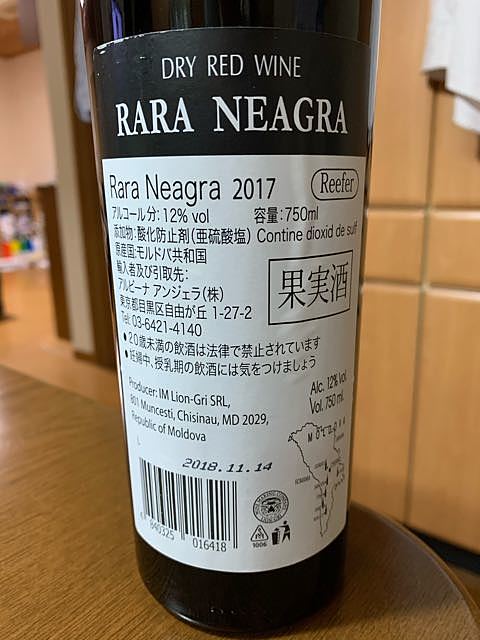 DRY RED WINE
RARA NEAGRA
Rara Neagra 2017 Reefer
アルコール分: 12% vol 容量: 750ml
添加物: 酸化防止剤(亜硫酸塩) Contine dioxid de sulf
原産国: モルドバ共和国
輸入者及び引取先:
アルビーナ アンジェラ(株)
東京都目黒区自由が丘 1-27-2
Tel: 03-6421-4140
果実酒
• 20歳未満の飲酒は法律で禁止されています
• 妊娠中、授乳期の飲酒には気をつけましょう
Producer: IM Lion-Gri SRL,
801 Muncesti, Chisinau, MD 2029,
Republic of Moldova
Alc. 12% vol.
Vol. 750 ml.
L
2018.11.14
4 840325 016418
1006